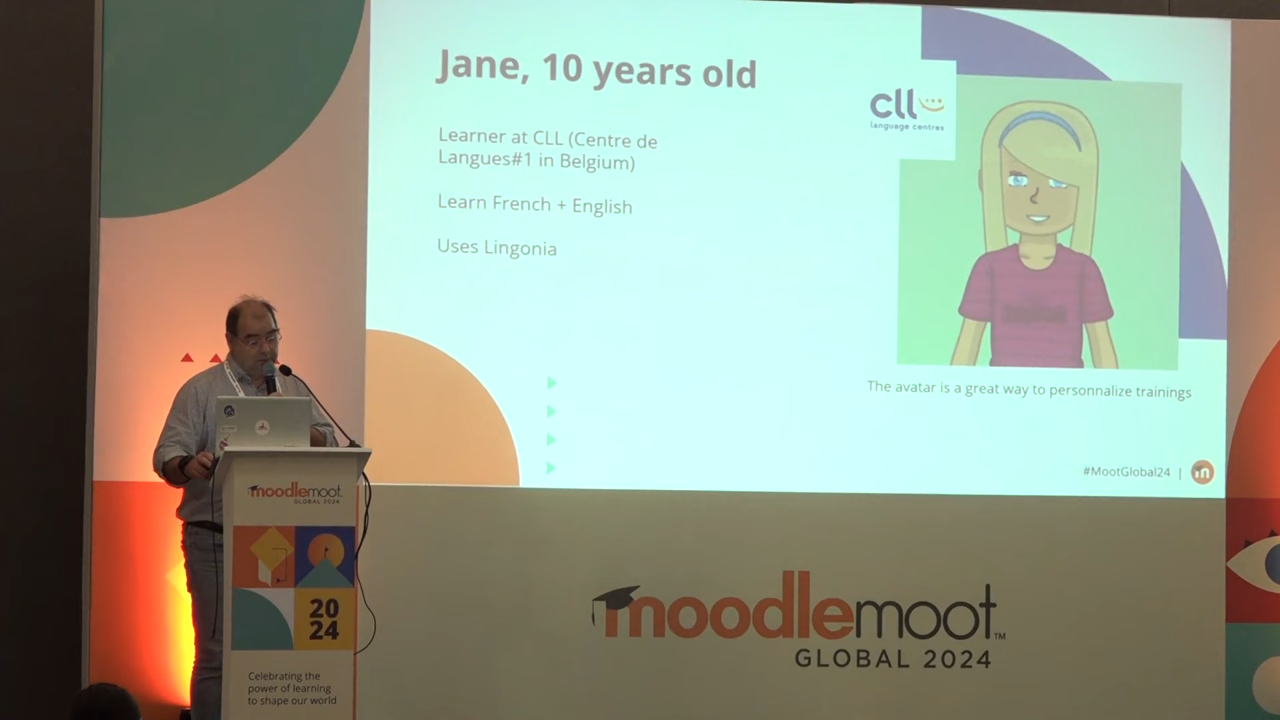 Jane, 10 years old
cll
language centres
Learner at CLL (Centre de
Langues#1 in Belgium)
Learn French + English
Uses Lingonia
The avatar is a great way to personnalize trainings
#MootGlobal24 |
moodlemoot
GLOBAL 2024
20
24
Celebrating the
power of learning
to shape our world
moodlemoot™
GLOBAL 2024